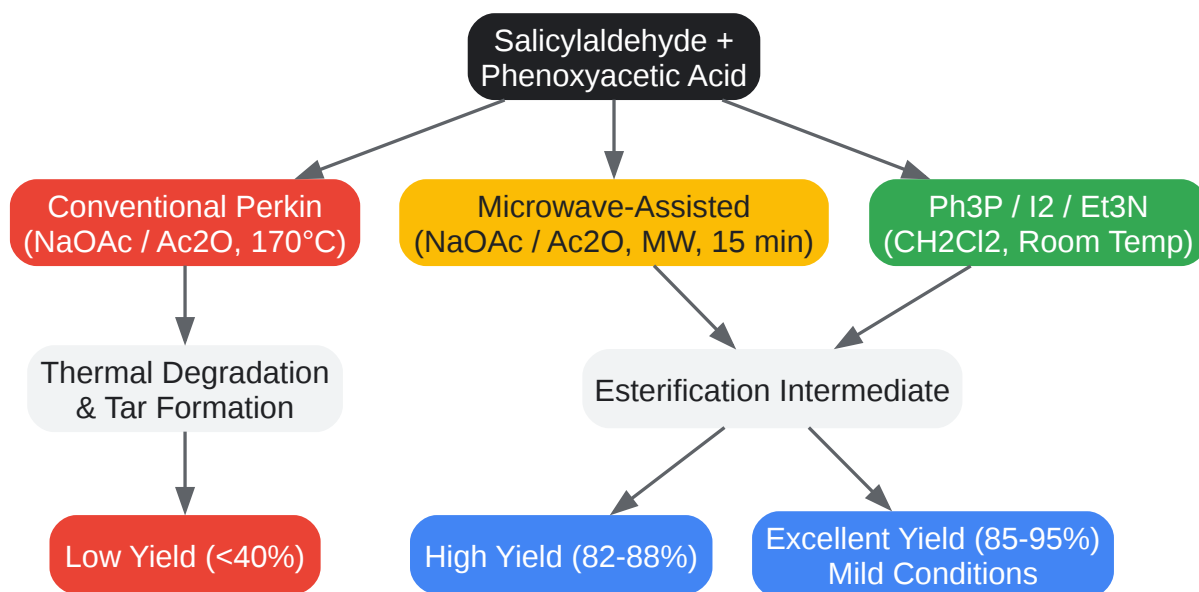 Salicylaldehyde +
Phenoxyacetic Acid
Conventional Perkin
(NaOAc / Ac2O, 170°C)
Microwave-Assisted
(NaOAc / Ac2O, MW, 15 min)
Ph3P / I2 / Et3N
(CH2Cl2, Room Temp)
Thermal Degradation
& Tar Formation
Esterification Intermediate
Low Yield (<40%)
High Yield (82-88%)
Excellent Yield (85-95%)
Mild Conditions